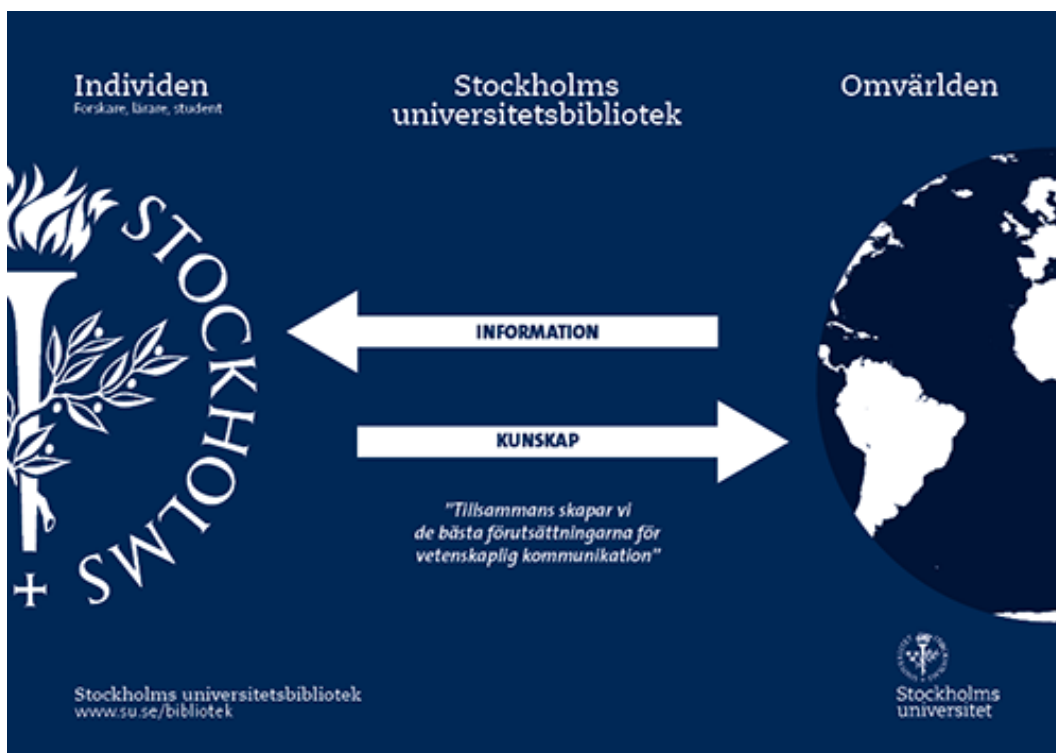 Individen
Forskare, lärare, student
Stockholms
universitetsbibliotek
Omvärlden
STOCKHOLMS
INFORMATION
KUNSKAP
"Tillsammans skapar vi
de bästa förutsättningarna för
vetenskaplig kommunikation"
Stockholms universitetsbibliotek
www.su.se/bibliotek
Stockholms
universitet